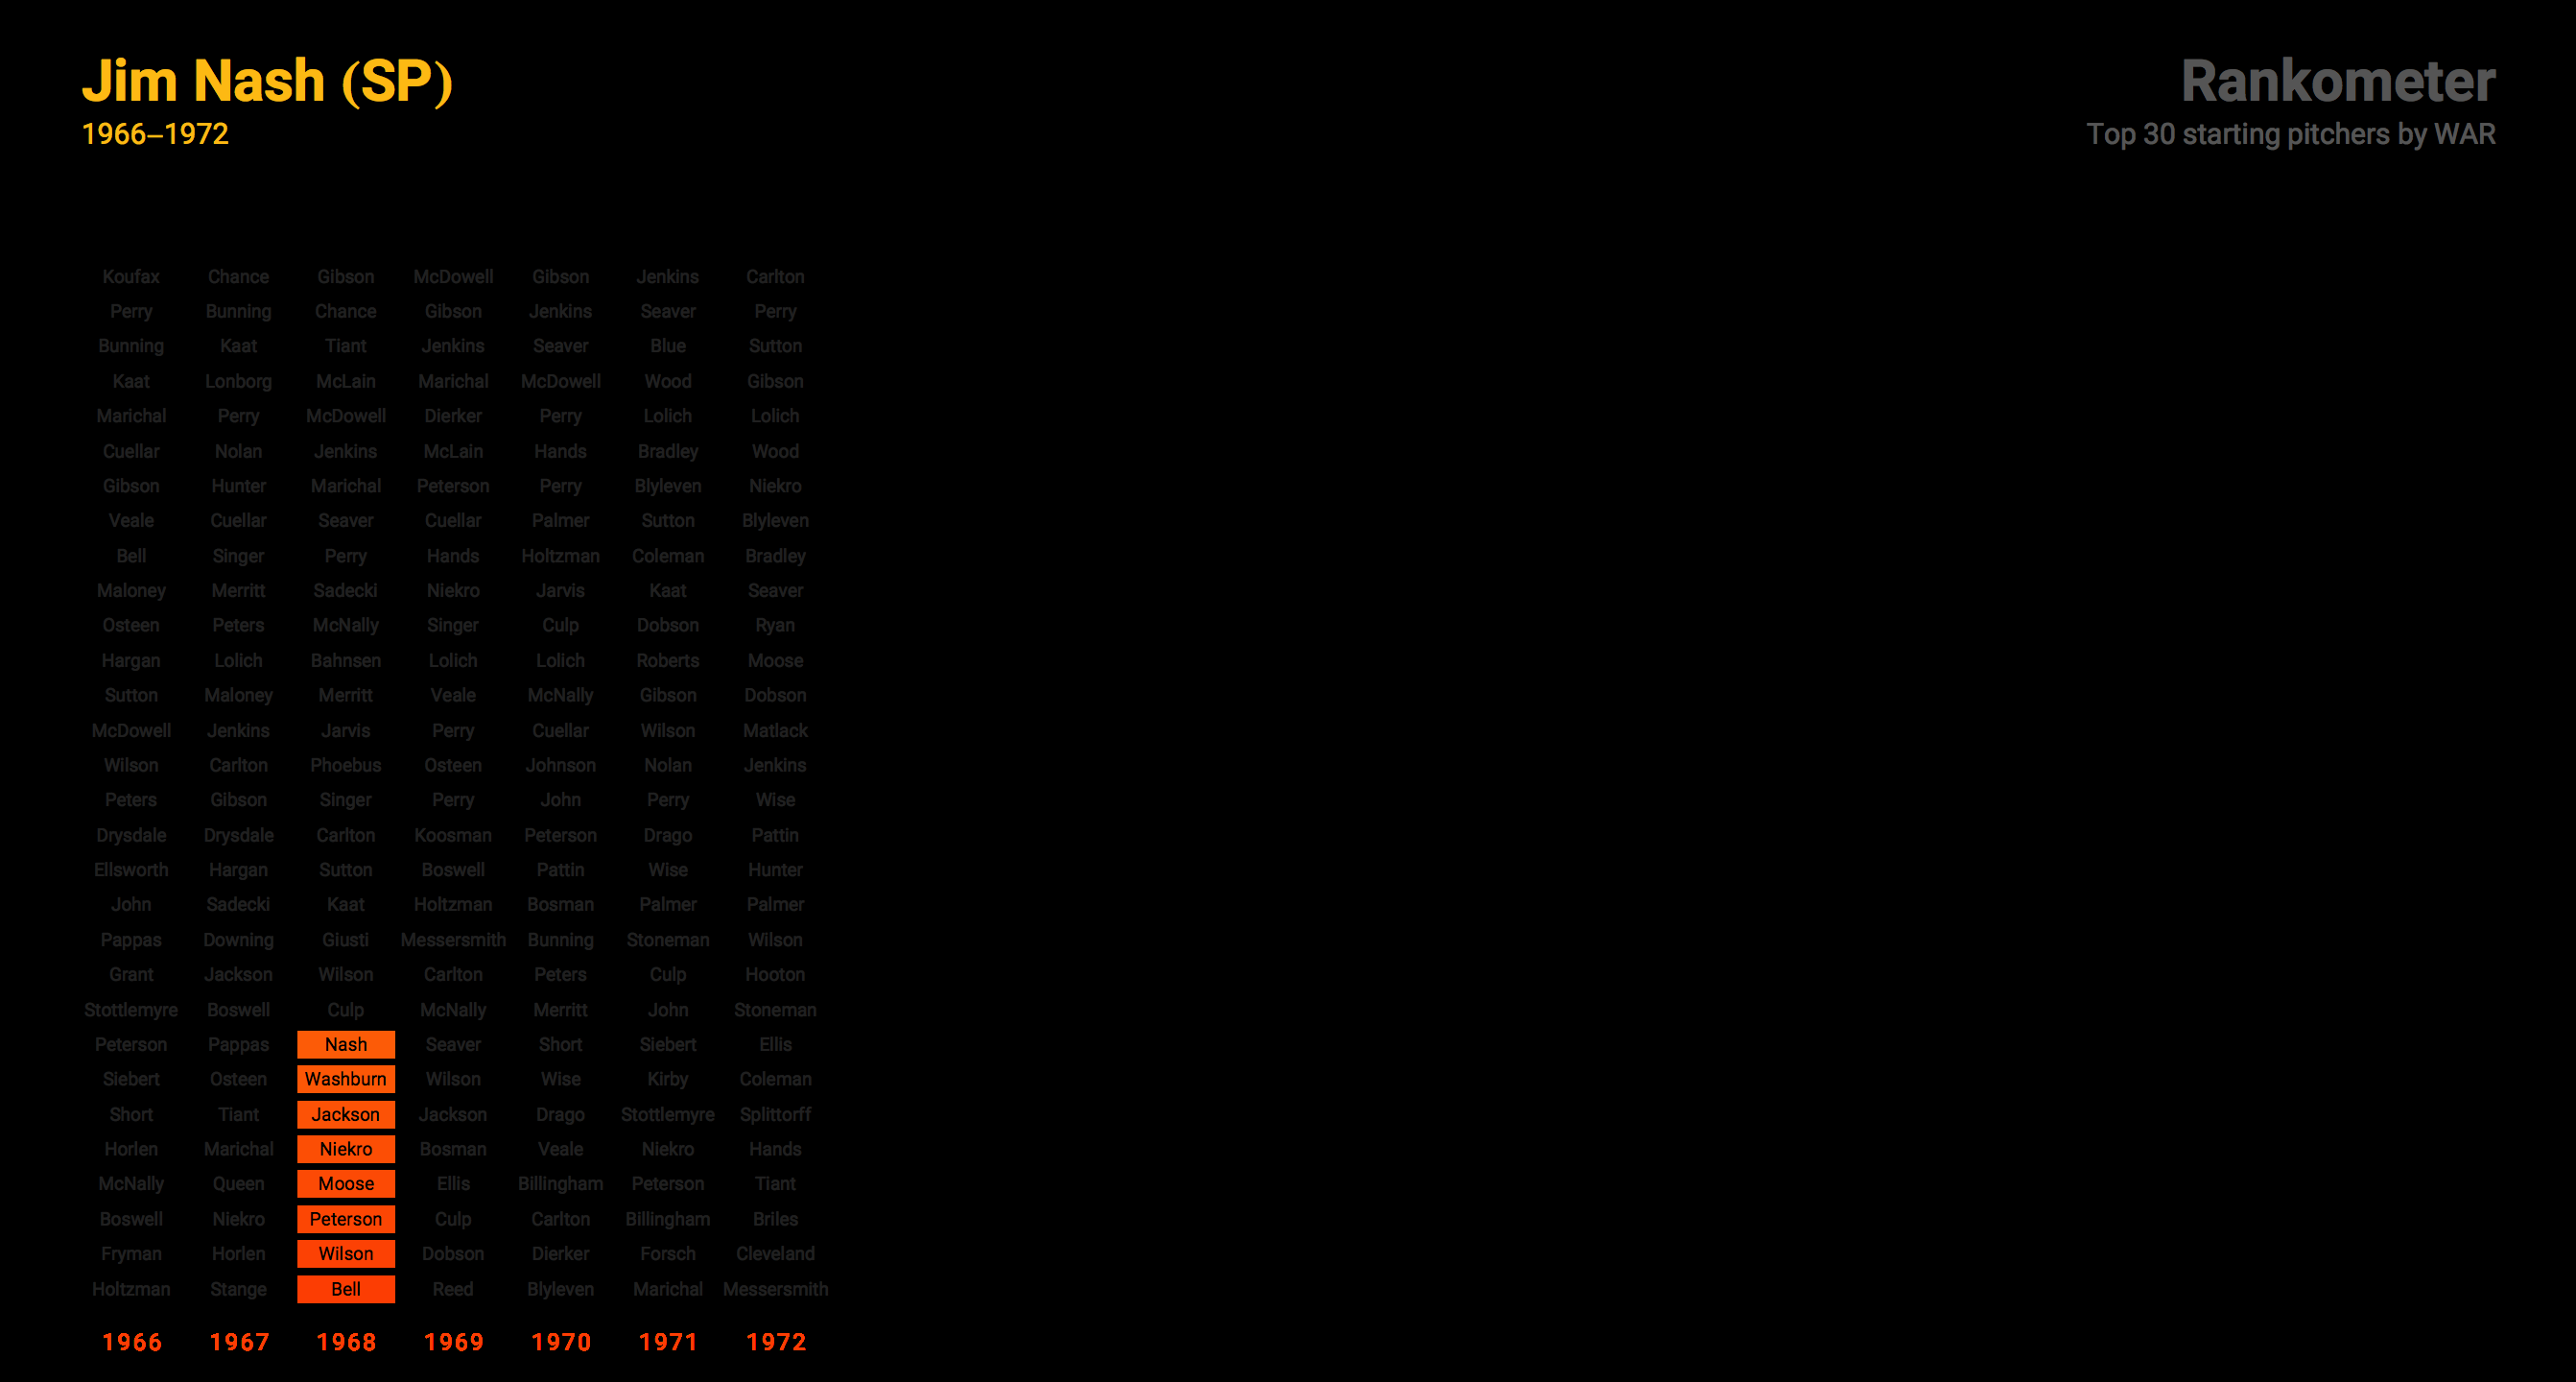 Jim Nash (SP)
1966–1972
Rankometer
Top 30 starting pitchers by WAR
Koufax Chance Gibson McDowell Gibson Jenkins Carlton
Perry Bunning Chance Gibson Jenkins Seaver Perry
Bunning Kaat Tiant Jenkins Seaver Blue Sutton
Kaat Lonborg McLain Marichal McDowell Wood Gibson
Marichal Perry McDowell Dierker Perry Lolich Lolich
Cuellar Nolan Jenkins McLain Hands Bradley Wood
Gibson Hunter Marichal Peterson Perry Blyleven Niekro
Veale Cuellar Seaver Cuellar Palmer Sutton Blyleven
Bell Singer Perry Hands Holtzman Coleman Bradley
Maloney Merritt Sadecki Niekro Jarvis Kaat Seaver
Osteen Peters McNally Singer Culp Dobson Ryan
Hargan Lolich Bahnsen Lolich Lolich Roberts Moose
Sutton Maloney Merritt Veale McNally Gibson Dobson
McDowell Jenkins Jarvis Perry Cuellar Wilson Matlack
Wilson Carlton Phoebus Osteen Johnson Nolan Jenkins
Peters Gibson Singer Perry John Perry Wise
Drysdale Drysdale Carlton Koosman Peterson Drago Pattin
Ellsworth Hargan Sutton Boswell Pattin Wise Hunter
John Sadecki Kaat Holtzman Bosman Palmer Palmer
Pappas Downing Giusti Messersmith Bunning Stoneman Wilson
Grant Jackson Wilson Carlton Peters Culp Hooton
Stottlemyre Boswell Culp McNally Merritt John Stoneman
Peterson Pappas Nash Seaver Short Siebert Ellis
Siebert Osteen Washburn Wilson Wise Kirby Coleman
Short Tiant Jackson Jackson Drago Stottlemyre Splittorff
Horlen Marichal Niekro Bosman Veale Niekro Hands
McNally Queen Moose Ellis Billingham Peterson Tiant
Boswell Niekro Peterson Culp Carlton Billingham Briles
Fryman Horlen Wilson Dobson Dierker Forsch Cleveland
Holtzman Stange Bell Reed Blyleven Marichal Messersmith
1966 1967 1968 1969 1970 1971 1972